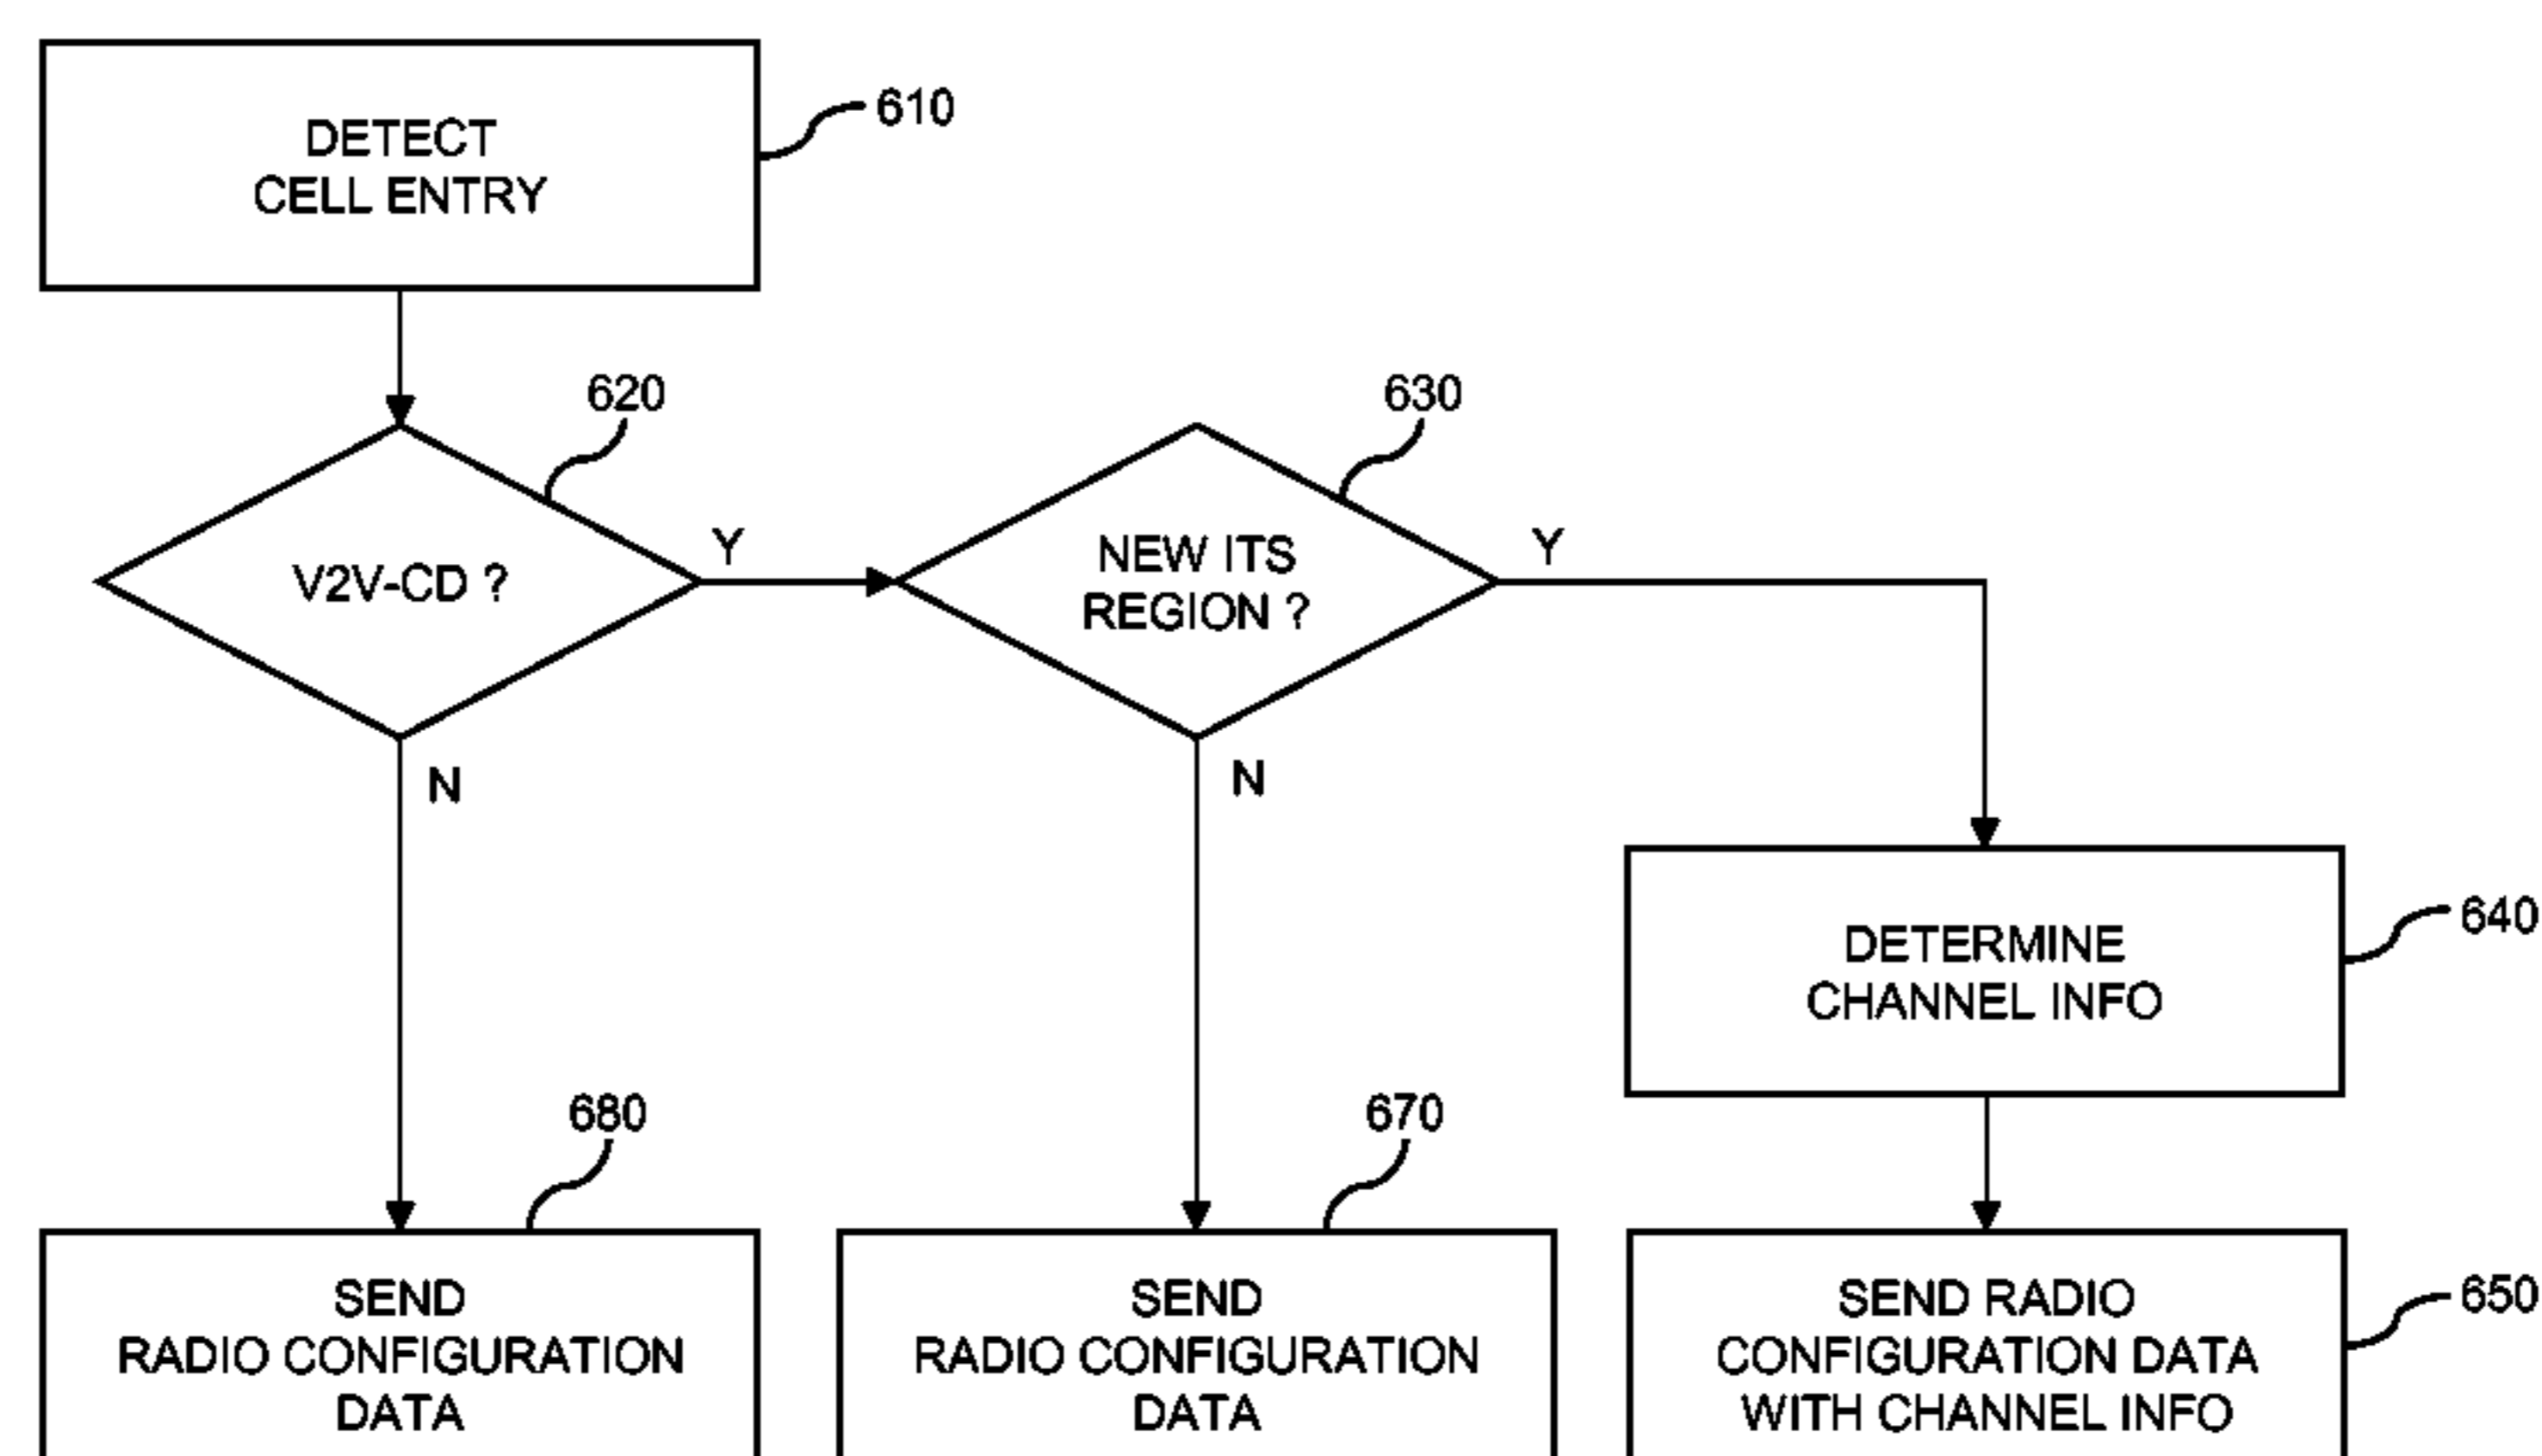 DETECT
CELL ENTRY
610
620
630
V2V-CD ?
Y
NEW ITS
REGION ?
Y
N
N
DETERMINE
CHANNEL INFO
640
680
670
SEND
RADIO CONFIGURATION
DATA
SEND
RADIO CONFIGURATION
DATA
SEND RADIO
CONFIGURATION DATA
WITH CHANNEL INFO
650